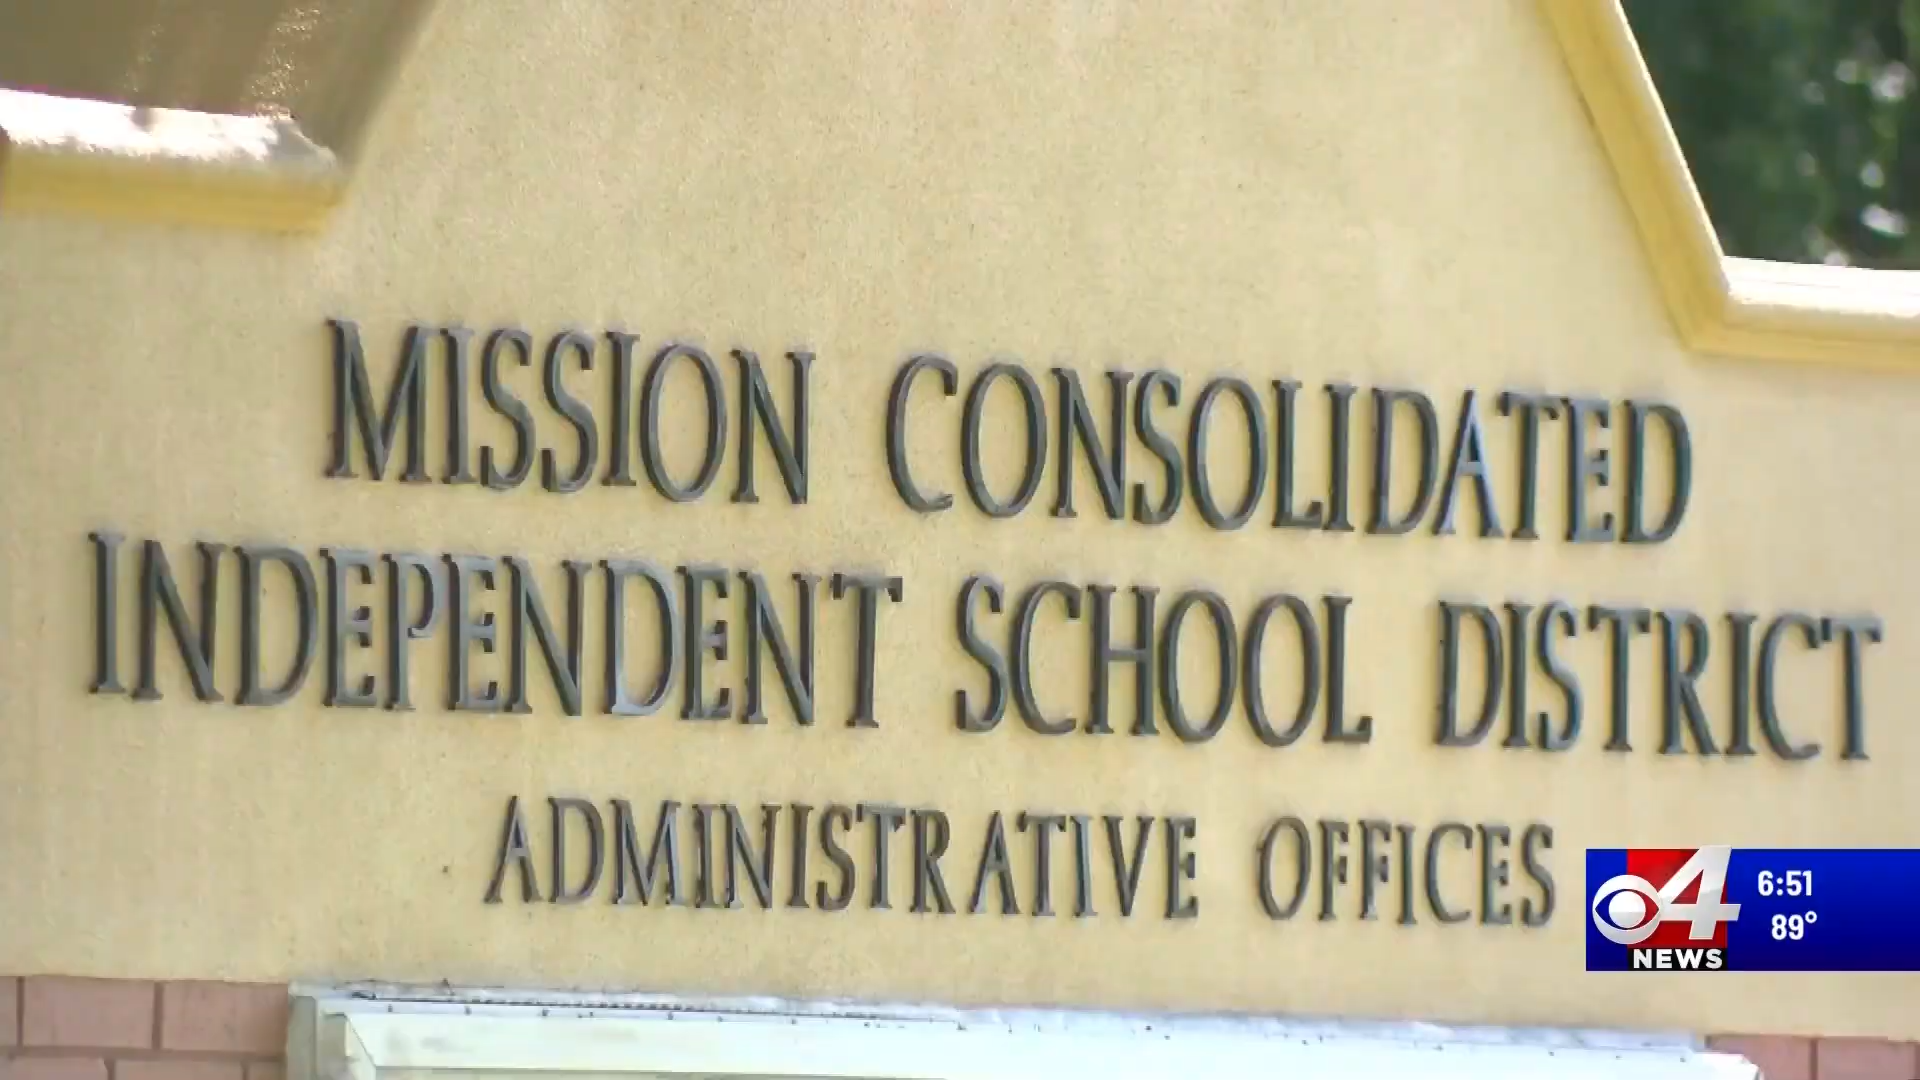 MISSION CONSOLIDATED
INDEPENDENT SCHOOL DISTRICT
ADMINISTRATIVE OFFICES
4
NEWS
6:51
89°